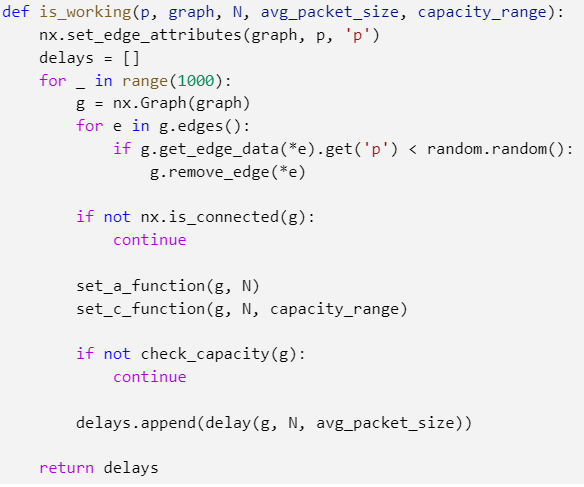 def is_working(p, graph, N, avg_packet_size, capacity_range):
    nx.set_edge_attributes(graph, p, 'p')
    delays = []
    for _ in range(1000):
        g = nx.Graph(graph)
        for e in g.edges():
            if g.get_edge_data(*e).get('p') < random.random():
                g.remove_edge(*e)

        if not nx.is_connected(g):
            continue

        set_a_function(g, N)
        set_c_function(g, N, capacity_range)

        if not check_capacity(g):
            continue

        delays.append(delay(g, N, avg_packet_size))

    return delays